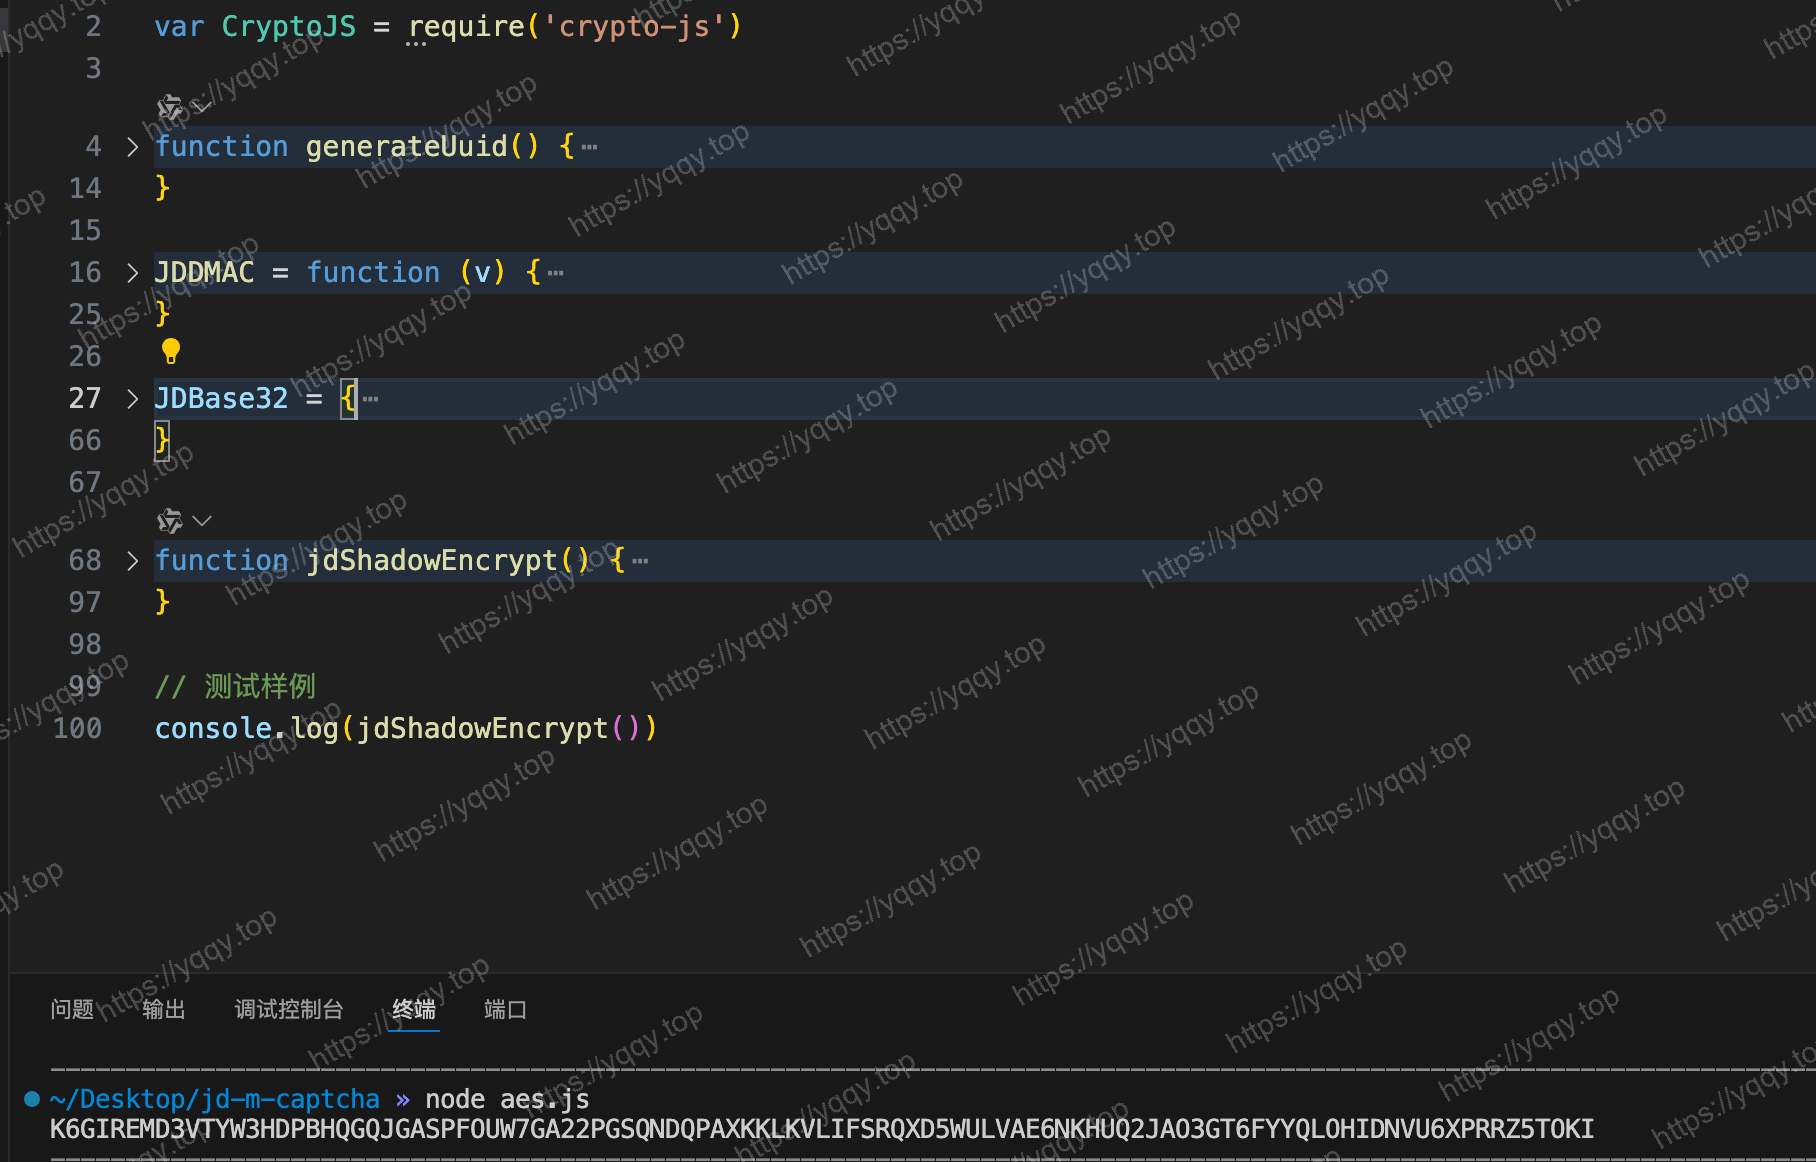 2 var CryptoJS = require('crypto-js')
3
4 function generateUuid() {…
14 }
15
16 JDDMAC = function (v) {…
25 }
26
27 JDBase32 = {…
66 }
67
68 function jdShadowEncrypt() {…
97 }
98
99 // 测试样例
100 console.log(jdShadowEncrypt())
问题 输出 调试控制台 终端 端口
~/Desktop/jd-m-captcha » node aes.js
K6GIREMD3VTYW3HDPBHQGQJGASPFOUW7GA22PGSQNDQPAXKKLKVLIFSRQXD5WULVAE6NKHUQ2JAO3GT6FYYQLOHIDNVU6XPRRZ5TOKI
https://yqqy.top